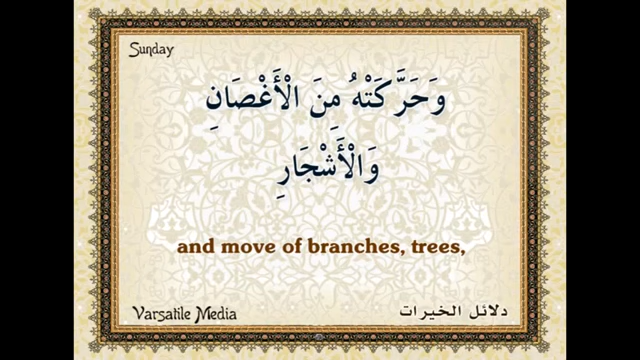 Sunday
وَحَرَّكَتْهُ مِنَ الْأَغْصَانِ
وَالْأَشْجَارِ
and move of branches, trees,
Varsatile Media
دلائل الخيرات